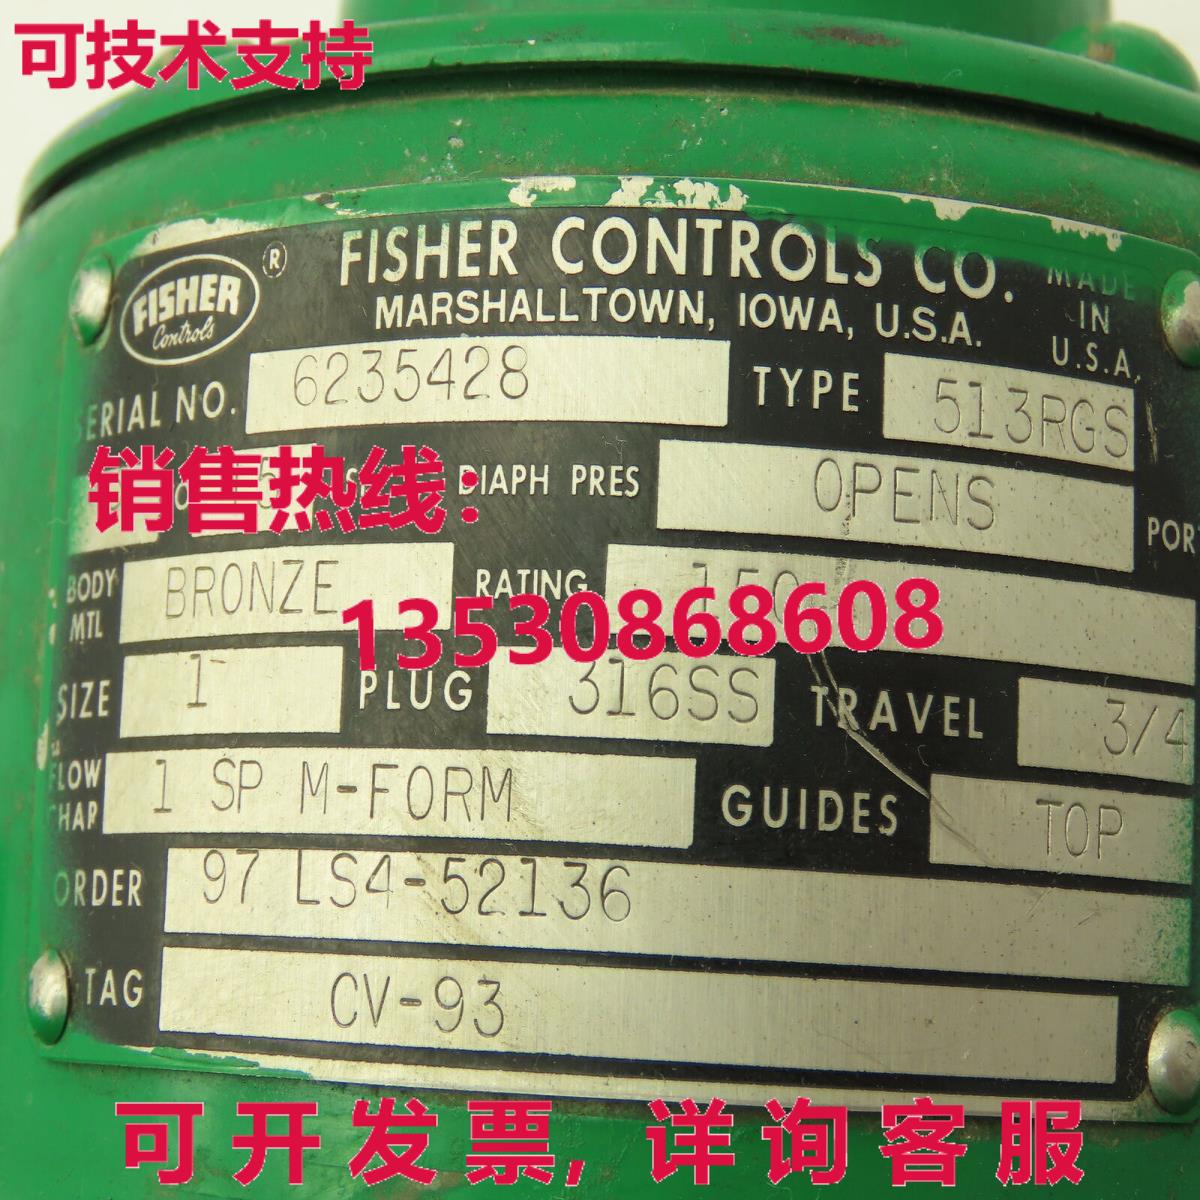 可技术支持
FISHER CONTROLS CO.
MADE IN U.S.A.
FISHER Controls ®
MARSHALLTOWN, IOWA, U.S.A.
SERIAL NO. 6235428 TYPE 513RGS
销售热线：
DIAPH PRES OPENS
BODY MTL BRONZE RATING 150
13530868608
SIZE 1 PLUG 316SS TRAVEL 3/4
FLOW CHAR 1 SP M-FORM GUIDES TOP
ORDER 97 LS4-52136
TAG CV-93
可开发票,详询客服